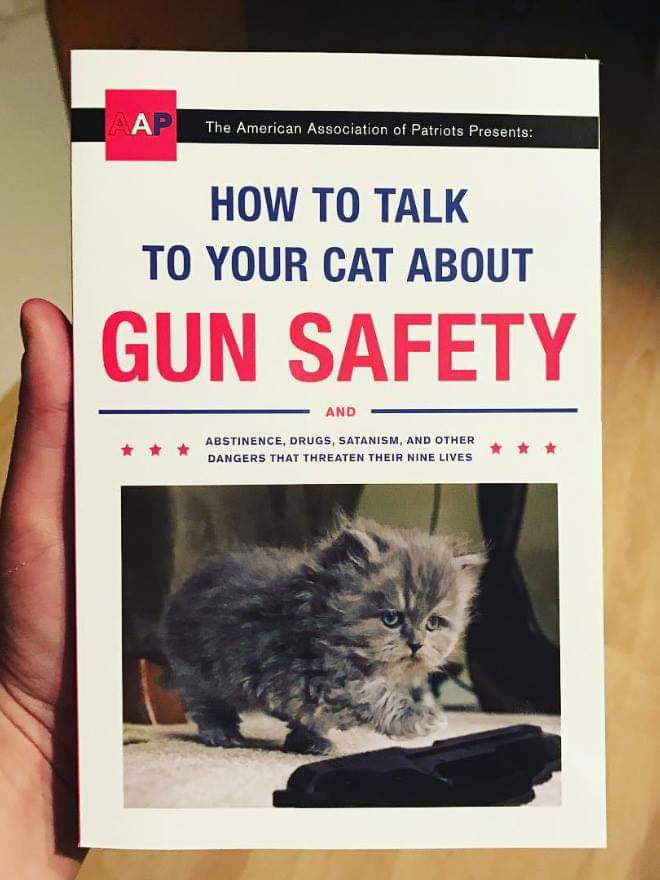 AAP
The American Association of Patriots Presents:
HOW TO TALK
TO YOUR CAT ABOUT
GUN SAFETY
AND
ABSTINENCE, DRUGS, SATANISM, AND OTHER
DANGERS THAT THREATEN THEIR NINE LIVES